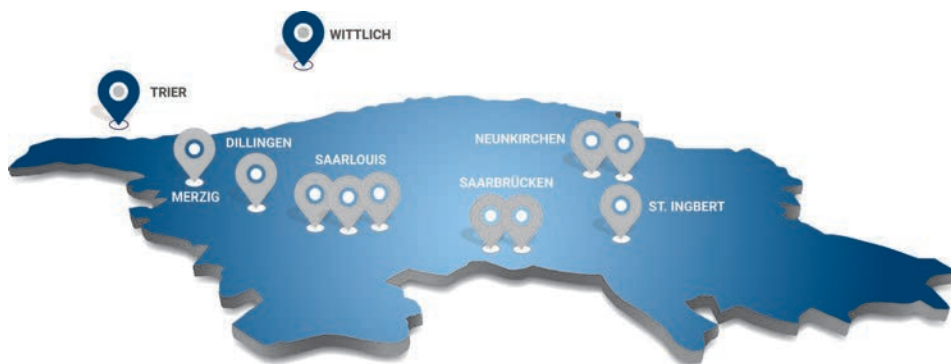 WITTLICH
TRIER
DILLINGEN
NEUNKIRCHEN
SAARLOUIS
SAARBRÜCKEN
MERZIG
ST. INGBERT